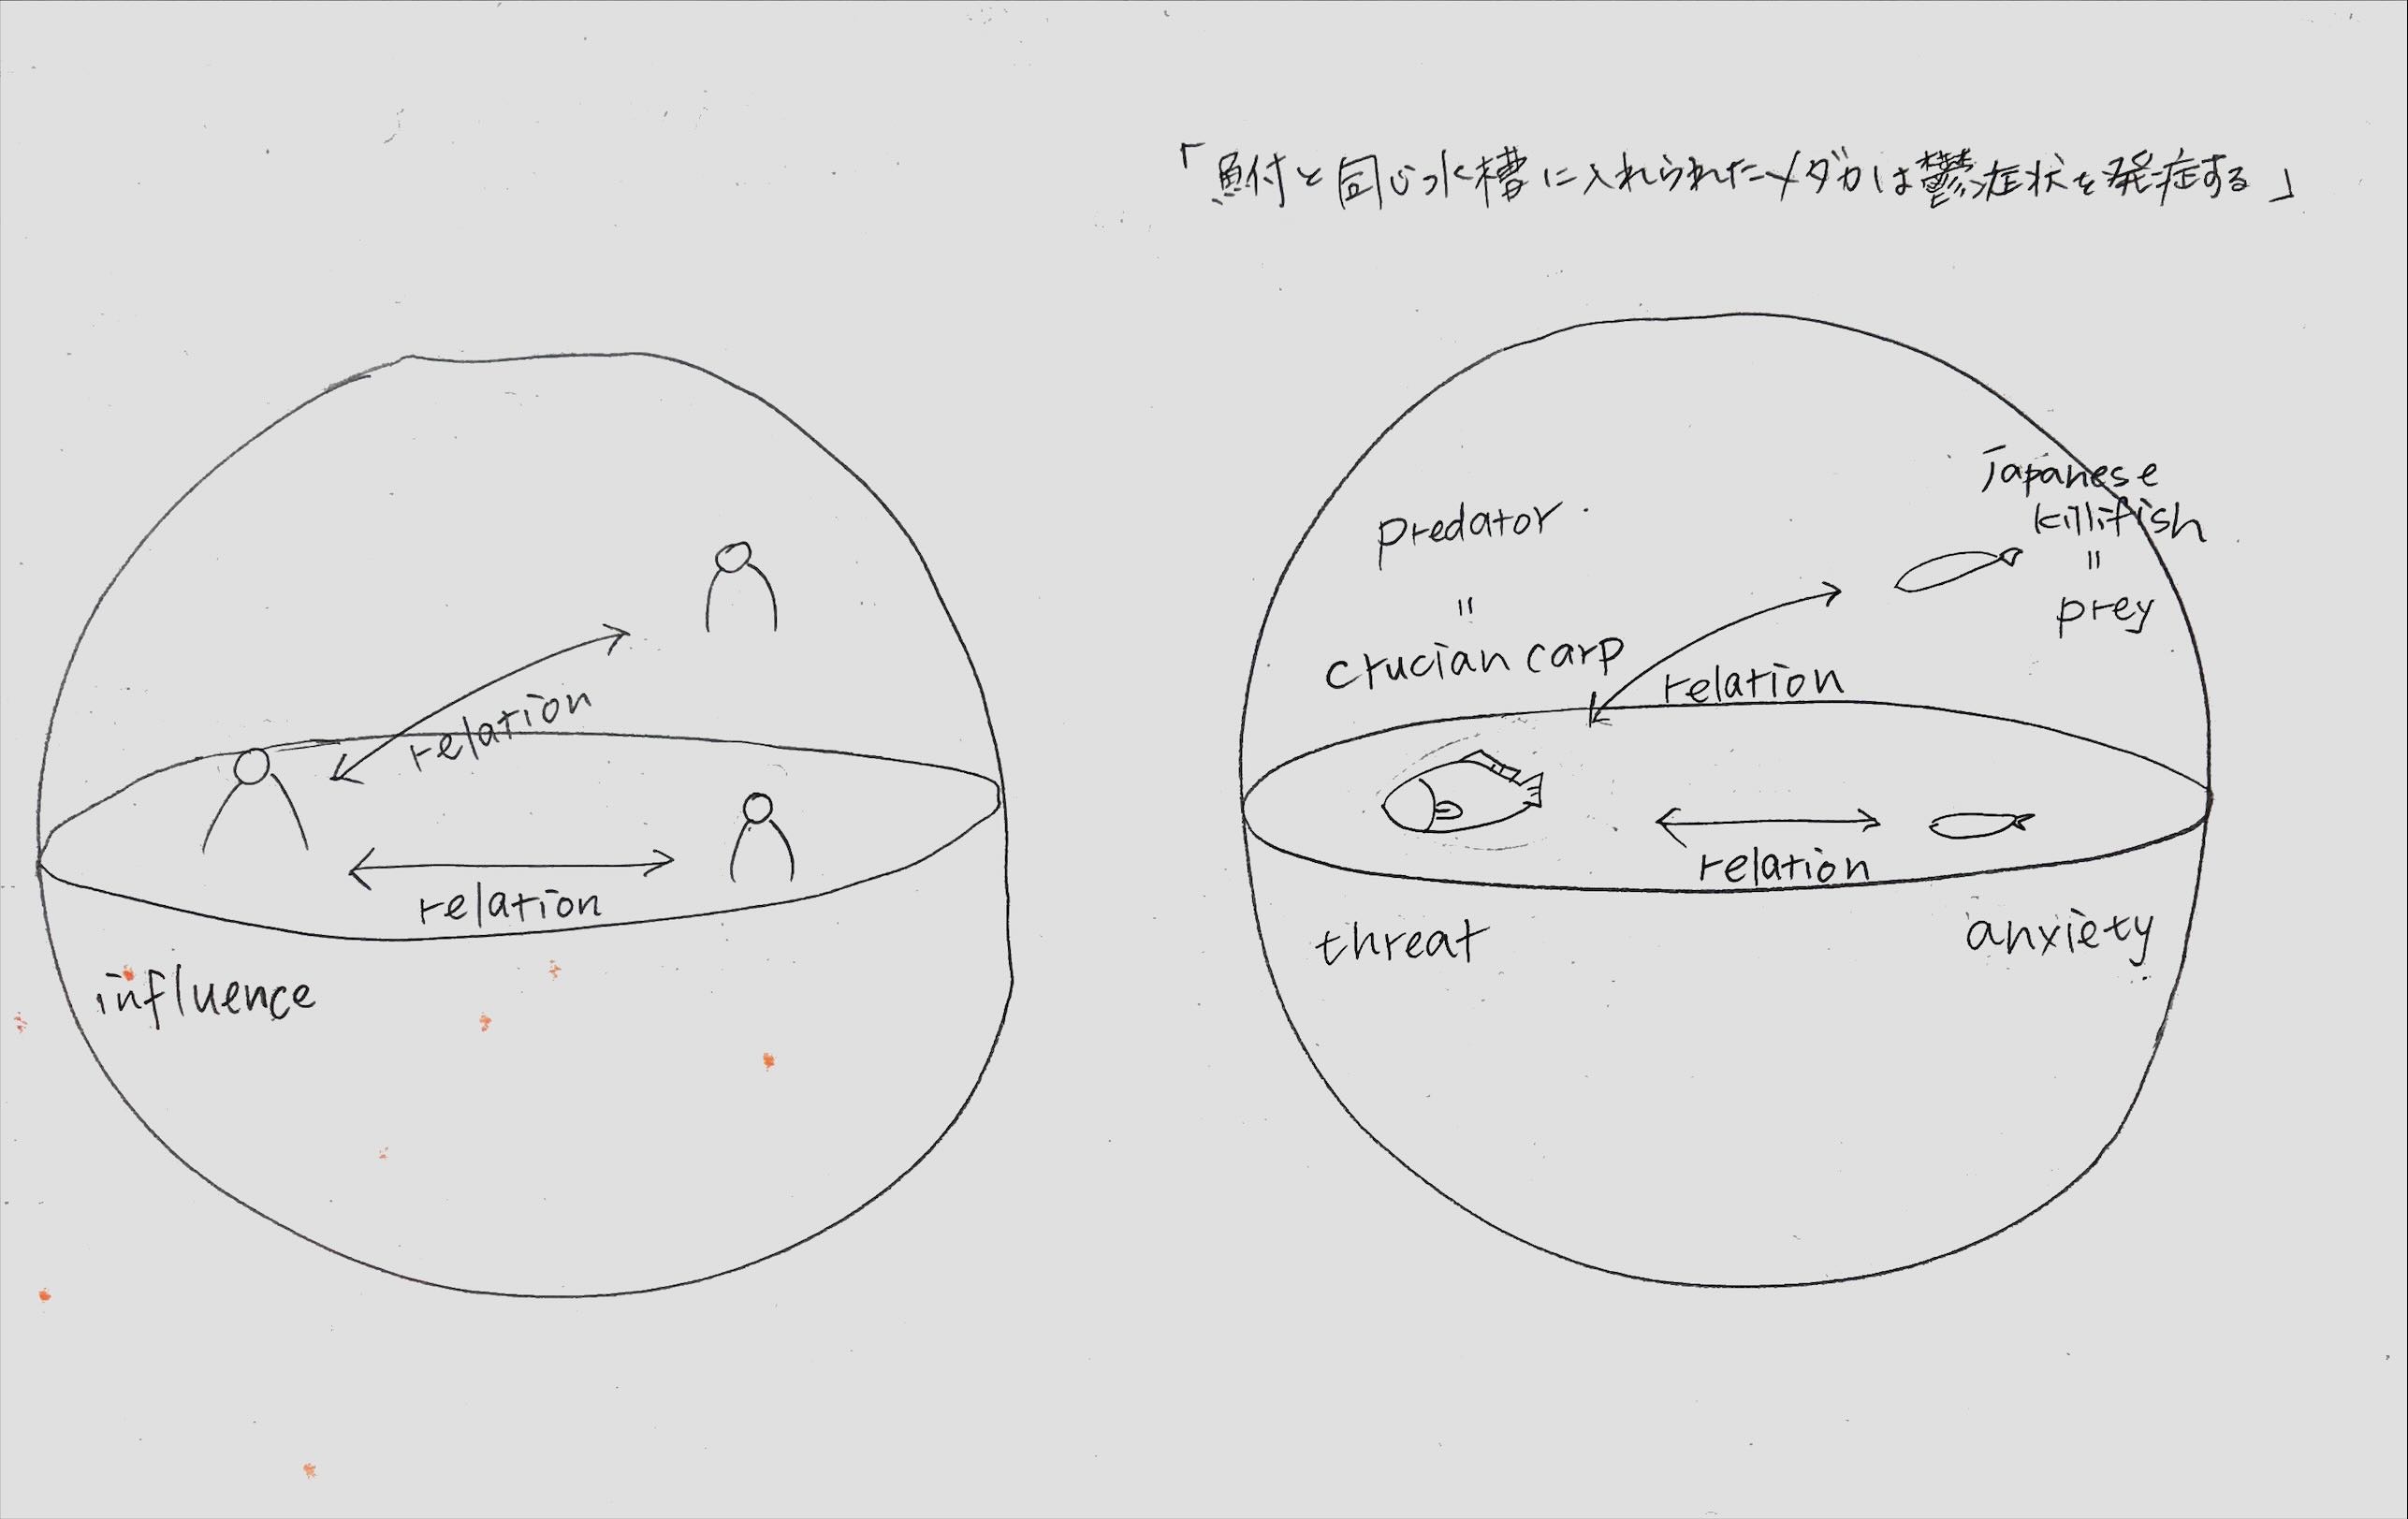 「鮒と同じ水槽に入れられたメダカは鬱症状を発症する」
relation
relation
influence
predator
=
crucian carp
Japanese
killifish
=
prey
relation
relation
threat
anxiety